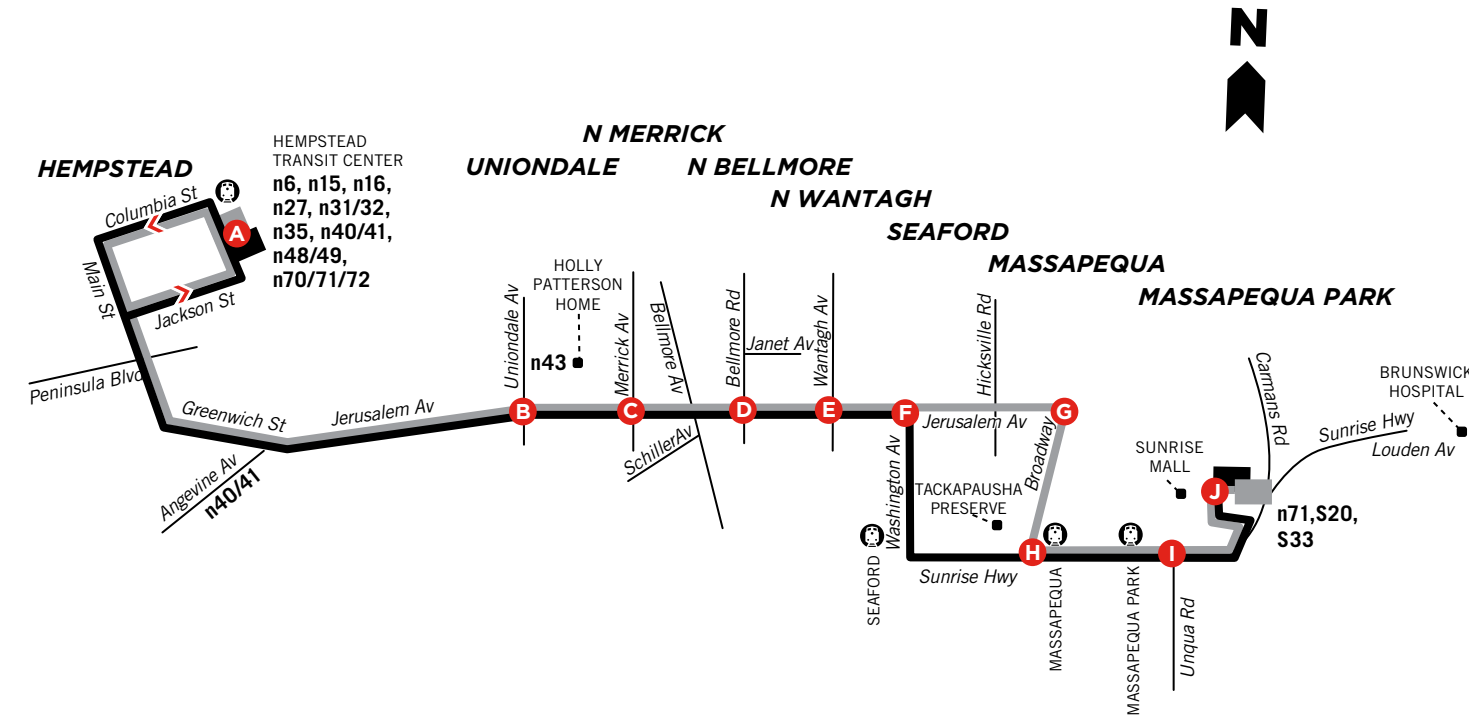 N
N MERRICK
HEMPSTEAD
UNIONDALE
N BELLMORE
N WANTAGH
SEAFORD
MASSAPEQUA
MASSAPEQUA PARK
HEMPSTEAD
TRANSIT CENTER
n6, n15, n16,
n27, n31/32,
n35, n40/41,
n48/49,
n70/71/72
Columbia St
A
Main St
Jackson St
Peninsula Blvd
Greenwich St
Jerusalem Av
Angevine Av
n40/41
HOLLY
PATTERSON
HOME
n43
Uniondale Av
B
Merrick Av
C
Bellmore Av
SchillerAv
Bellmore Rd
D
Janet Av
Wantagh Av
E
F
Hicksville Rd
Jerusalem Av
G
Washington Av
Broadway
TACKAPAUSHA
PRESERVE
SEAFORD
Sunrise Hwy
H
MASSAPEQUA
MASSAPEQUA PARK
I
Unqua Rd
SUNRISE
MALL
J
Carmans Rd
n71,S20,
S33
Sunrise Hwy
Louden Av
BRUNSWICK
HOSPITAL